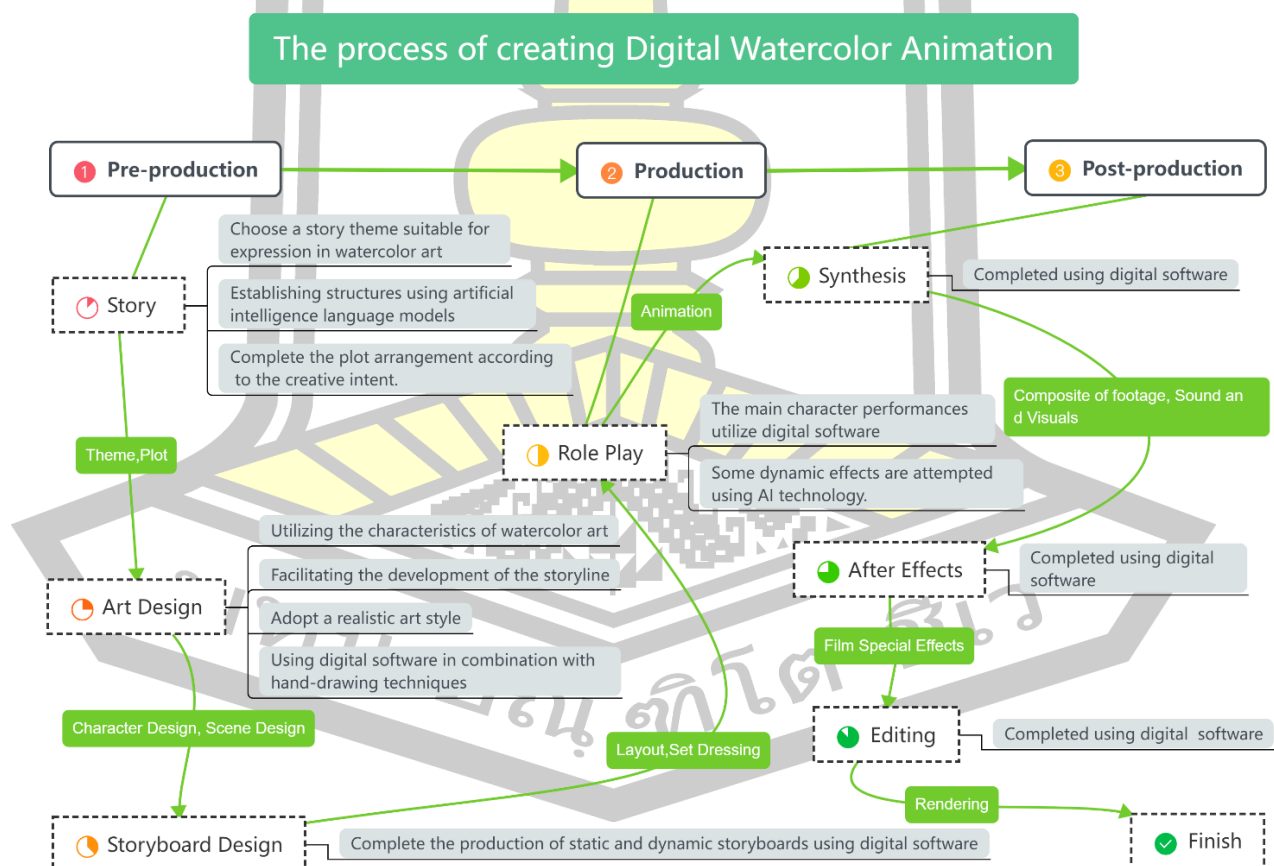 The process of creating Digital Watercolor Animation
1 Pre-production
2 Production
3 Post-production
Choose a story theme suitable for
expression in watercolor art
Story
Establishing structures using artificial
intelligence language models
Complete the plot arrangement according
to the creative intent.
Synthesis
Completed using digital software
Animation
Composite of footage, Sound an
d Visuals
Theme,Plot
Role Play
The main character performances
utilize digital software
Some dynamic effects are attempted
using AI technology.
Art Design
Utilizing the characteristics of watercolor art
Facilitating the development of the storyline
Adopt a realistic art style
Using digital software in combination with
hand-drawing techniques
After Effects
Completed using digital
software
Film Special Effects
Character Design, Scene Design
Layout,Set Dressing
Editing
Completed using digital  software
Rendering
Storyboard Design
Complete the production of static and dynamic storyboards using digital software
Finish